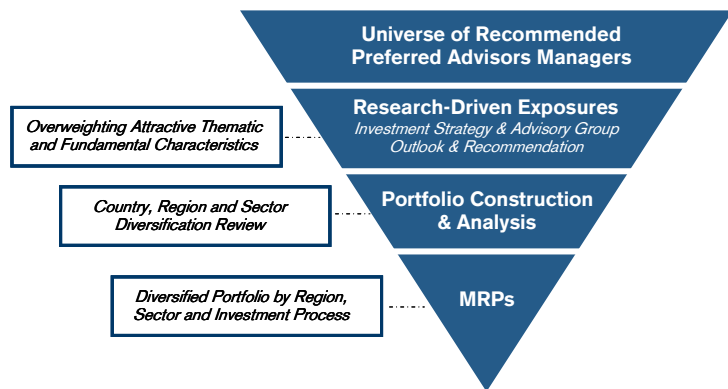 Universe of Recommended
Preferred Advisors Managers
Research-Driven Exposures
Investment Strategy & Advisory Group
Outlook & Recommendation
Overweighting Attractive Thematic
and Fundamental Characteristics
Portfolio Construction
& Analysis
Country, Region and Sector
Diversification Review
MRPs
Diversified Portfolio by Region,
Sector and Investment Process